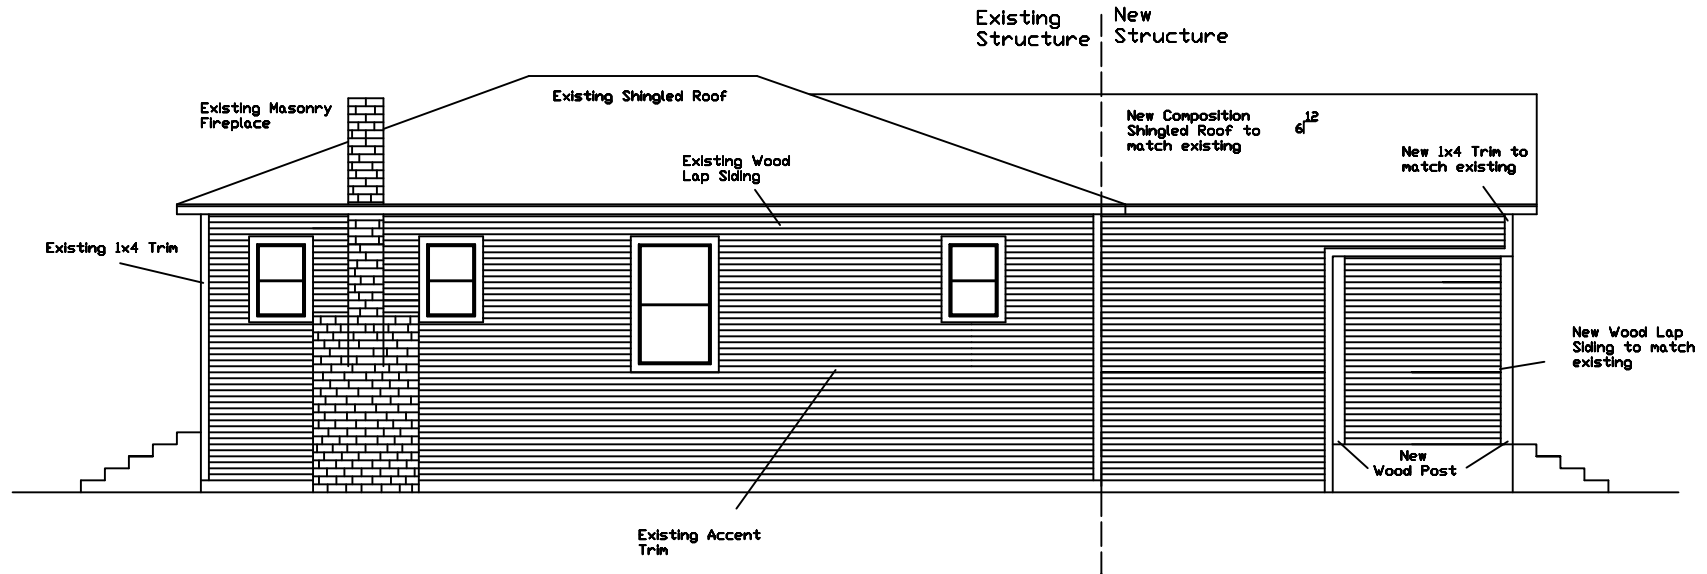 Existing
Structure
New
Structure
Existing Masonry
Fireplace
Existing Shingled Roof
New Composition
Shingled Roof to
match existing
12
6
New 1x4 Trim to
match existing
Existing Wood
Lap Siding
Existing 1x4 Trim
New Wood Lap
Siding to match
existing
New
Wood Post
Existing Accent
Trim